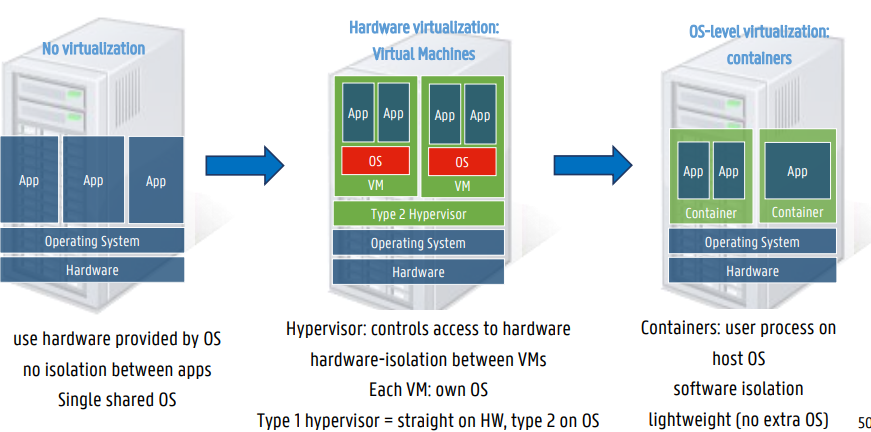 No virtualization
App
App
App
Operating System
Hardware
use hardware provided by OS
no isolation between apps
Single shared OS
Hardware virtualization:
Virtual Machines
App App
App App
OS
OS
VM
VM
Type 2 Hypervisor
Operating System
Hardware
Hypervisor: controls access to hardware
hardware-isolation between VMs
Each VM: own OS
Type 1 hypervisor = straight on HW, type 2 on OS
OS-level virtualization:
containers
App App
App
Container
Container
Operating System
Hardware
Containers: user process on
host OS
software isolation
lightweight (no extra OS)
50